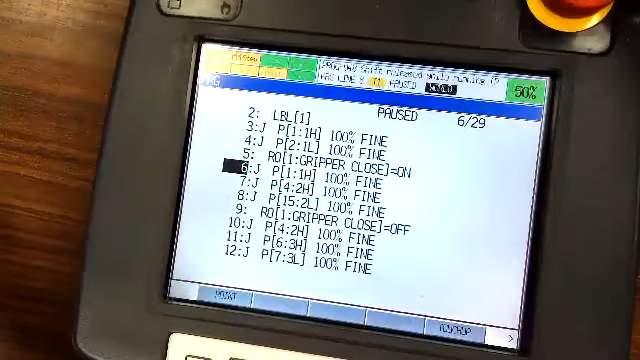 50%
PAUSED WORLD
PAUSED 6/29
2: LBL[1]
3:J P[1:1H] 100% FINE
4:J P[2:1L] 100% FINE
5: RO[1:GRIPPER CLOSE]=ON
6:J P[1:1H] 100% FINE
7:J P[4:2H] 100% FINE
8:J P[15:2L] 100% FINE
9: RO[1:GRIPPER CLOSE]=OFF
10:J P[4:2H] 100% FINE
11:J P[6:3H] 100% FINE
12:J P[7:3L] 100% FINE
POINT TOUCHUP >